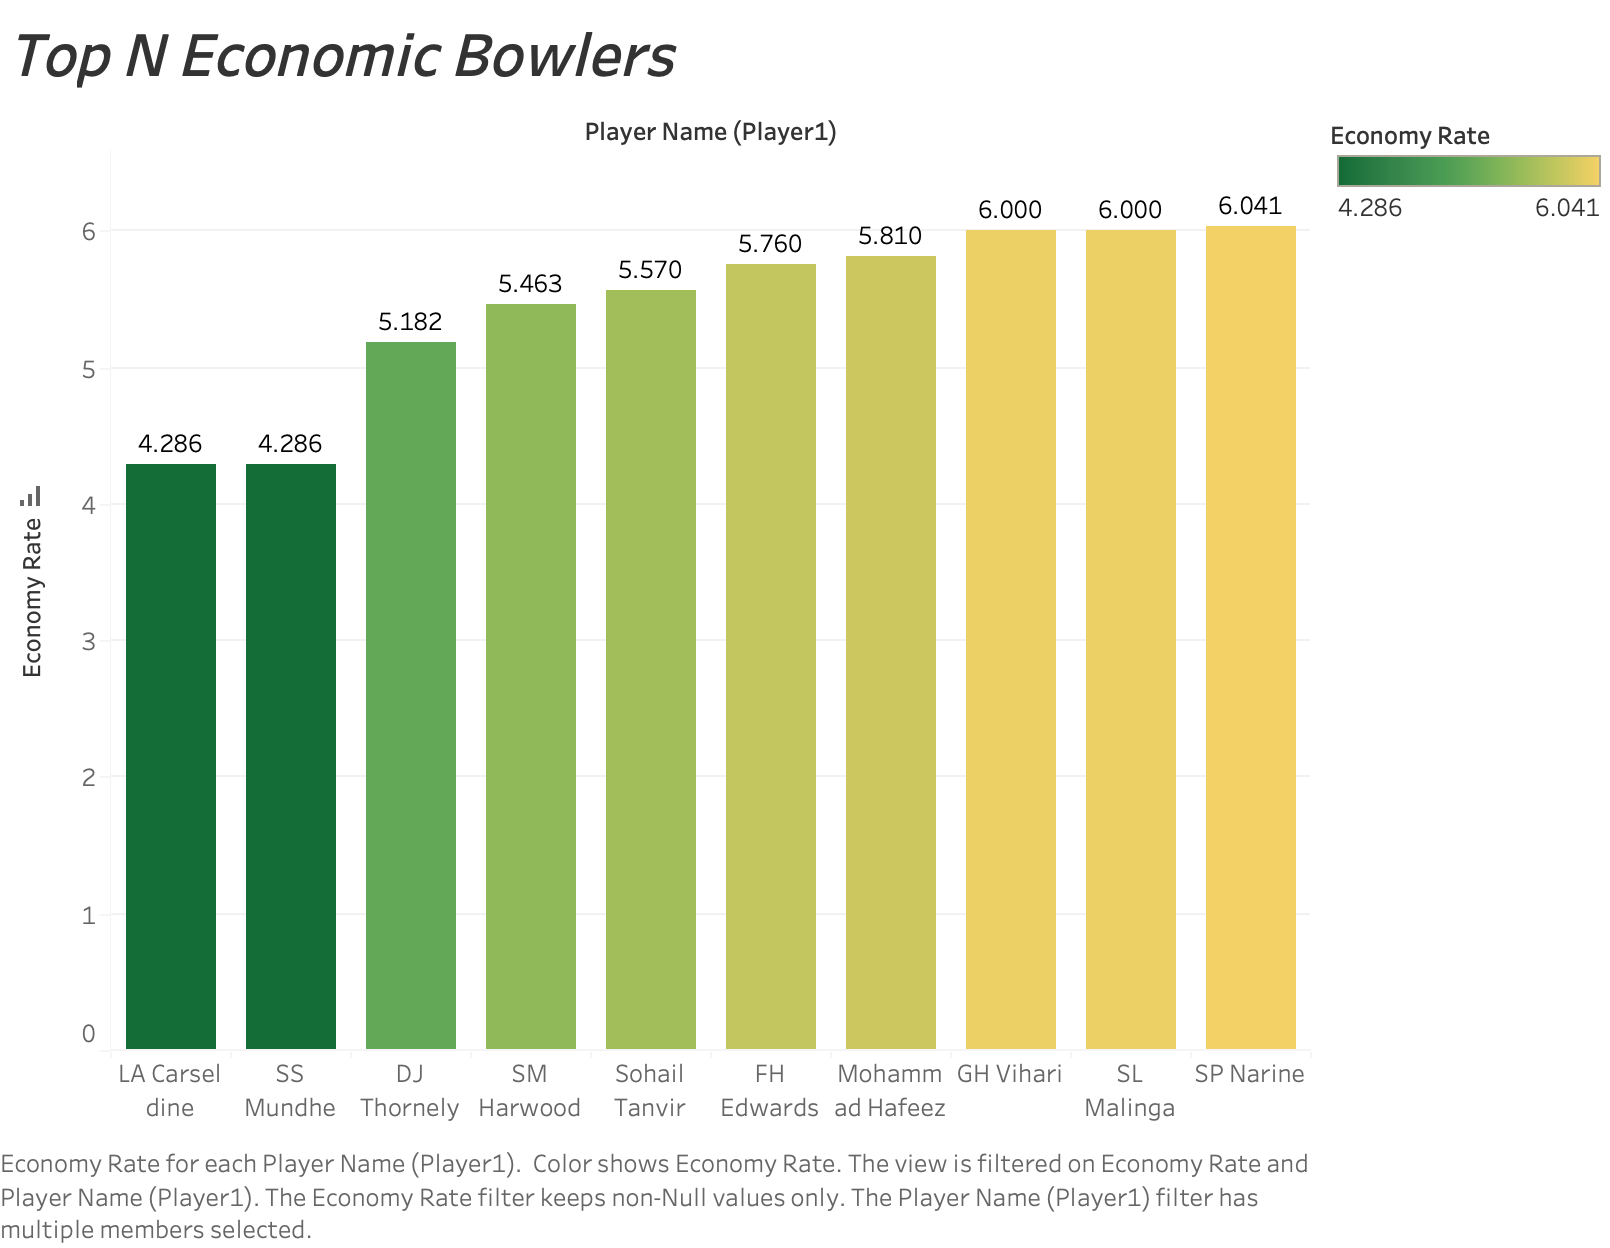 Top N Economic Bowlers
Player Name (Player1)
Economy Rate
4.286 6.041
Economy Rate
6
5
4
3
2
1
0
4.286
4.286
5.182
5.463
5.570
5.760
5.810
6.000
6.000
6.041
LA Carsel
dine
SS
Mundhe
DJ
Thornely
SM
Harwood
Sohail
Tanvir
FH
Edwards
Mohamm
ad Hafeez
GH Vihari
SL
Malinga
SP Narine
Economy Rate for each Player Name (Player1).  Color shows Economy Rate. The view is filtered on Economy Rate and
Player Name (Player1). The Economy Rate filter keeps non-Null values only. The Player Name (Player1) filter has
multiple members selected.